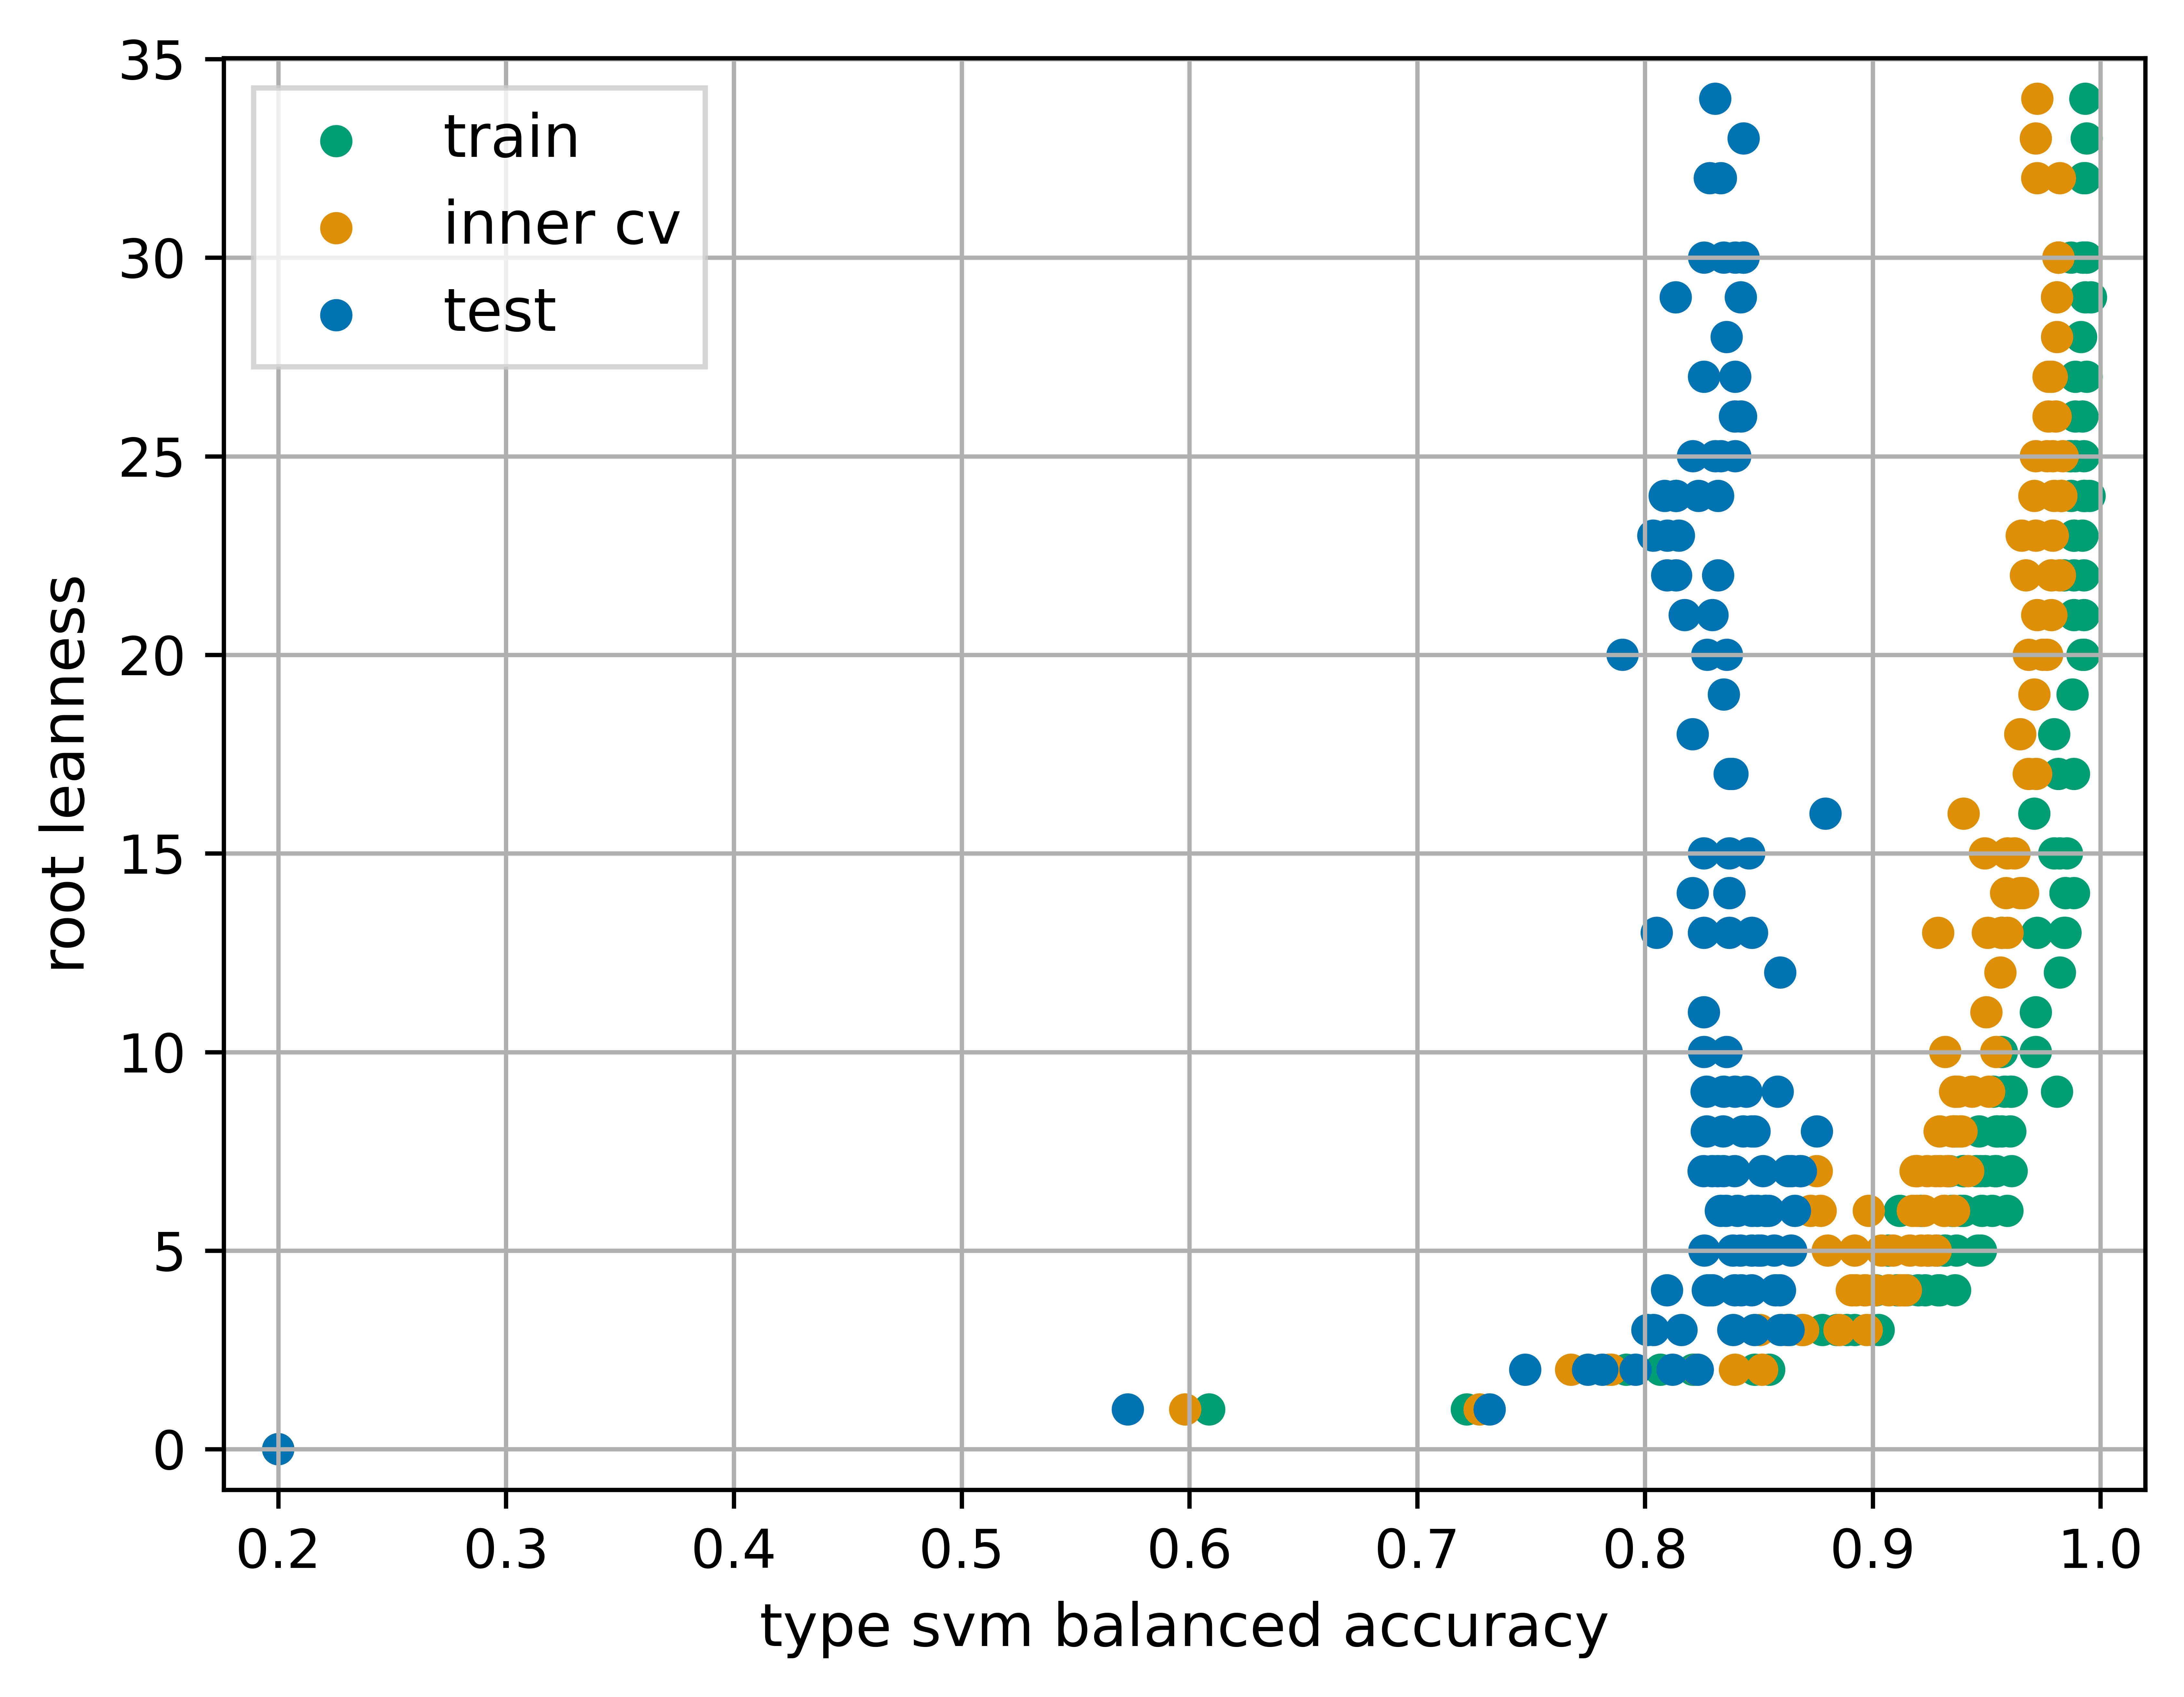 train
inner cv
test
35
30
25
20
15
10
5
0
root leanness
0.2 0.3 0.4 0.5 0.6 0.7 0.8 0.9 1.0
type svm balanced accuracy